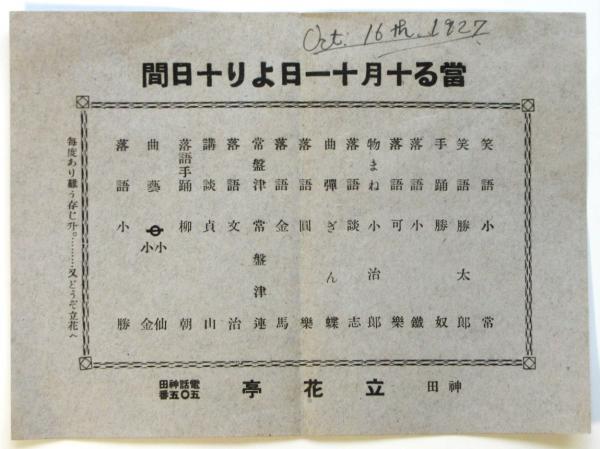 Oct. 16th. 1927
當る十月十一日より十日間
笑語 小常
笑語 勝太郎
手踊 勝奴
落語 小鐵
落語 可樂
物まね 小治郎
落語 談志
曲彈 ぎん蝶
落語 圓樂
落語 金馬
常盤津 常盤津連
落語 文治
講談 貞山
落語手踊 柳朝
曲藝 小仙 小金
落語 小勝
毎度あり難う存じ升。………又どうぞ立花へ
神田 立花亭
電話神田
五〇五番